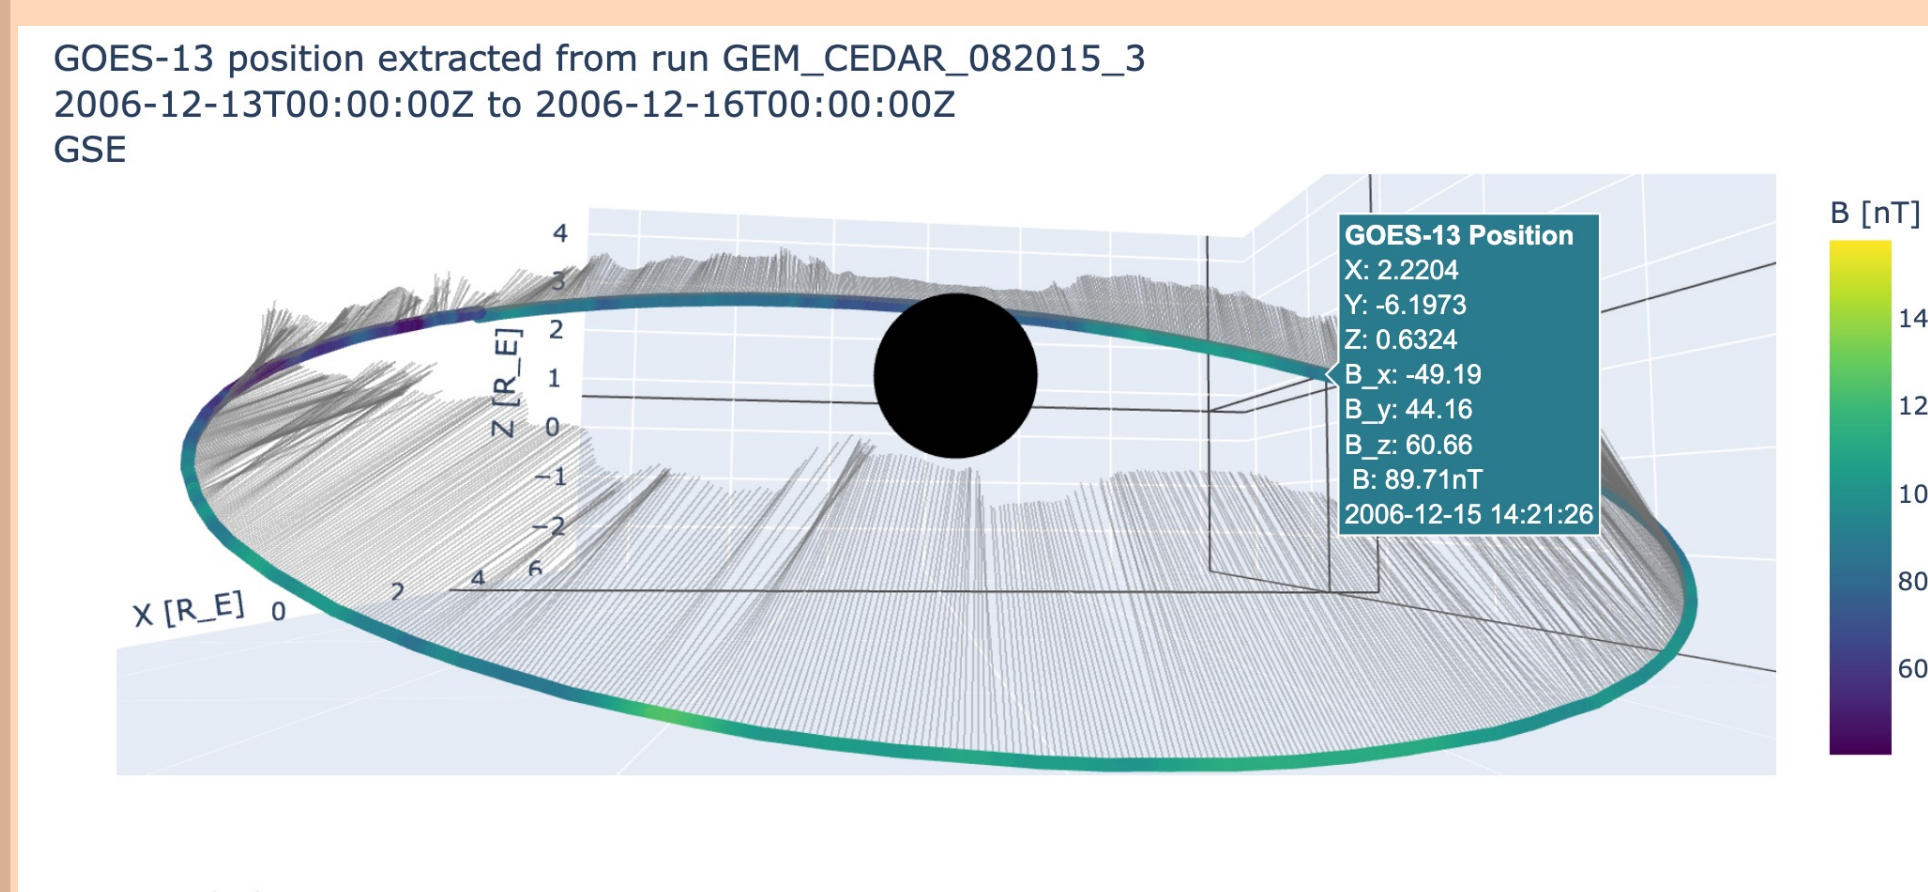 GOES-13 position extracted from run GEM_CEDAR_082015_3
2006-12-13T00:00:00Z to 2006-12-16T00:00:00Z
GSE
B [nT]
14
12
10
80
60
4
3
2
1
0
−1
−2
Z [R_E]
X [R_E]
0
2
4
6
GOES-13 Position
X: 2.2204
Y: -6.1973
Z: 0.6324
B_x: -49.19
B_y: 44.16
B_z: 60.66
B: 89.71nT
2006-12-15 14:21:26